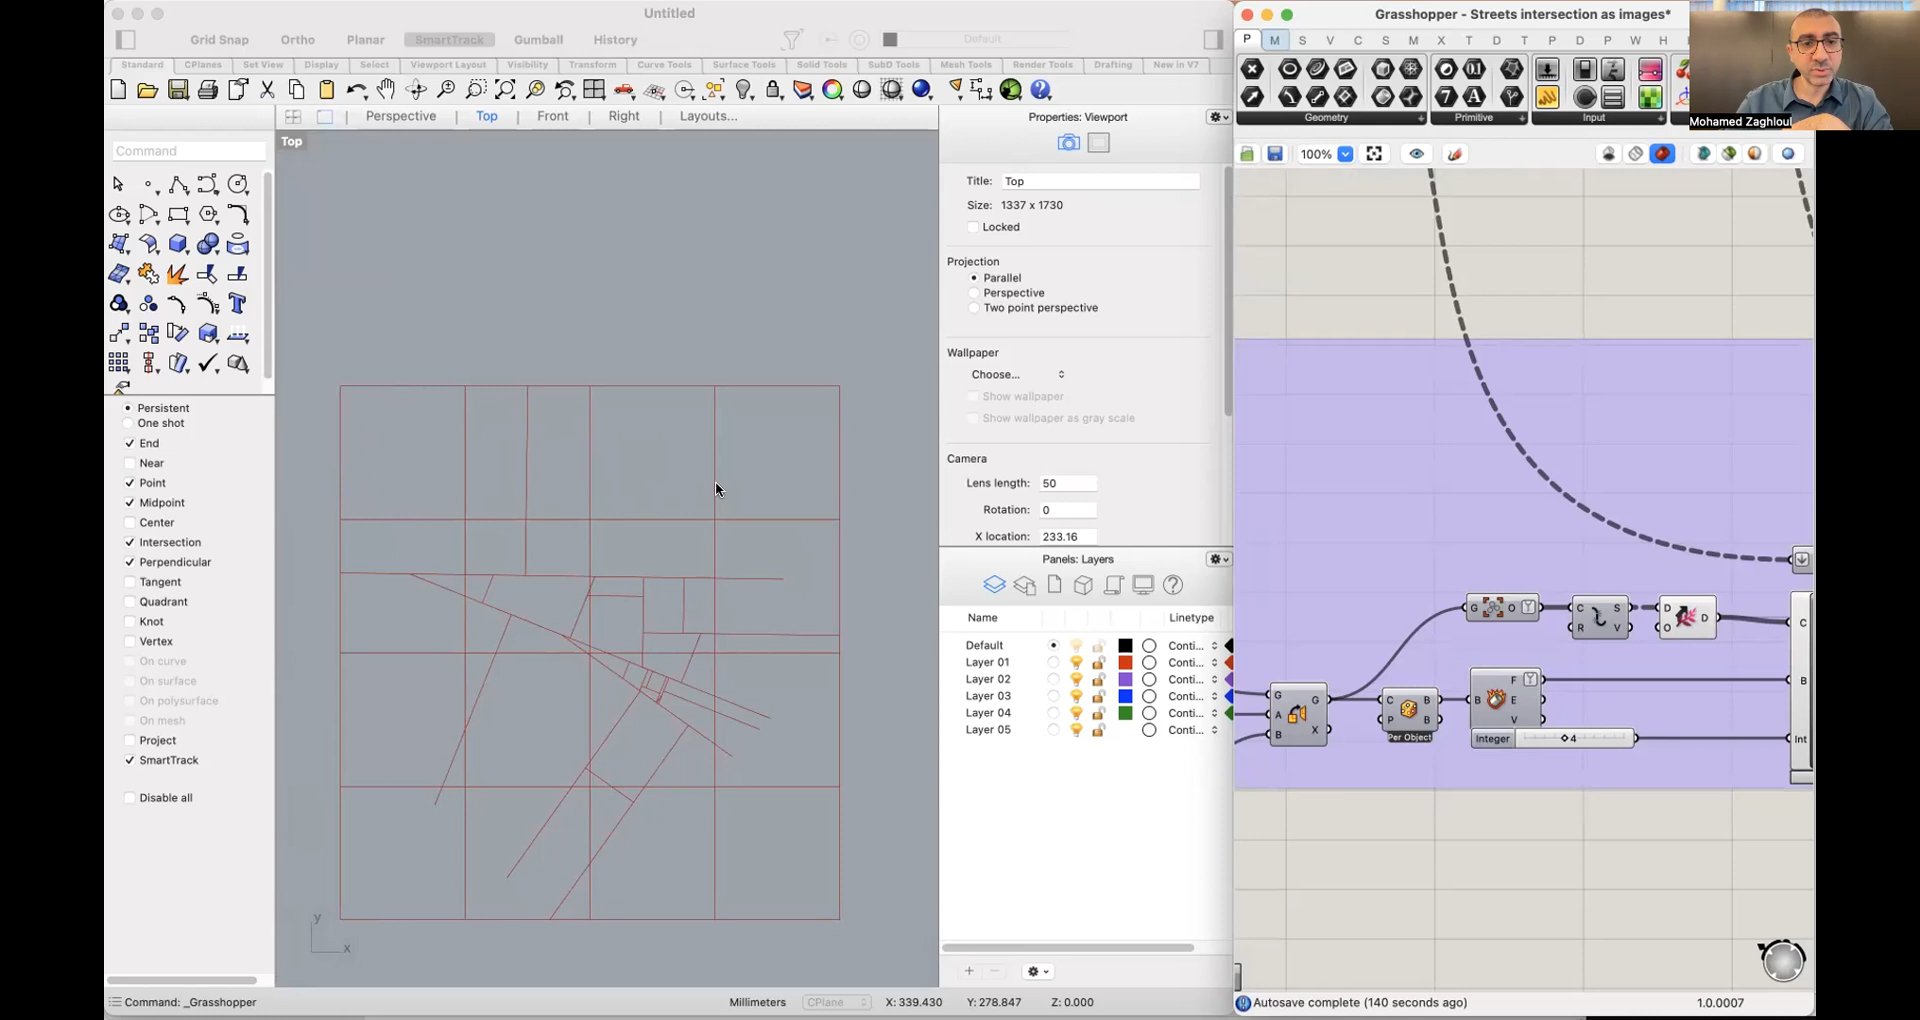 Untitled
Grid Snap Ortho Planar SmartTrack Gumball History Default
Standard CPlanes Set View Display Select Viewport Layout Visibility Transform Curve Tools Surface Tools Solid Tools SubD Tools Mesh Tools Render Tools Drafting New in V7
Perspective Top Front Right Layouts...
Command
Persistent
One shot
End
Near
Point
Midpoint
Center
Intersection
Perpendicular
Tangent
Quadrant
Knot
Vertex
On curve
On surface
On polysurface
On mesh
Project
SmartTrack
Disable all
Top
y
x
Properties: Viewport
Title: Top
Size: 1337 x 1730
Locked
Projection
Parallel
Perspective
Two point perspective
Wallpaper
Choose...
Show wallpaper
Show wallpaper as gray scale
Camera
Lens length: 50
Rotation: 0
X location: 233.16
Panels: Layers
Name Linetype
Default Conti...
Layer 01 Conti...
Layer 02 Conti...
Layer 03 Conti...
Layer 04 Conti...
Layer 05 Conti...
Command: _Grasshopper
Millimeters CPlane X: 339.430 Y: 278.847 Z: 0.000
Grasshopper - Streets intersection as images*
P M S V C S M X T D T P D P W H
Geometry Primitive Input
Mohamed Zaghloul
100%
G O
C S
R V
D D
O
C
G G
A
B X
C B
P B
Per Object
B F
E
V
B
Integer 4
Int
Autosave complete (140 seconds ago)
1.0.0007